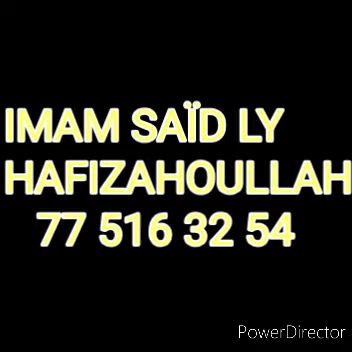 IMAM SAÏD LY
HAFIZAHOULLAH
77 516 32 54
PowerDirector